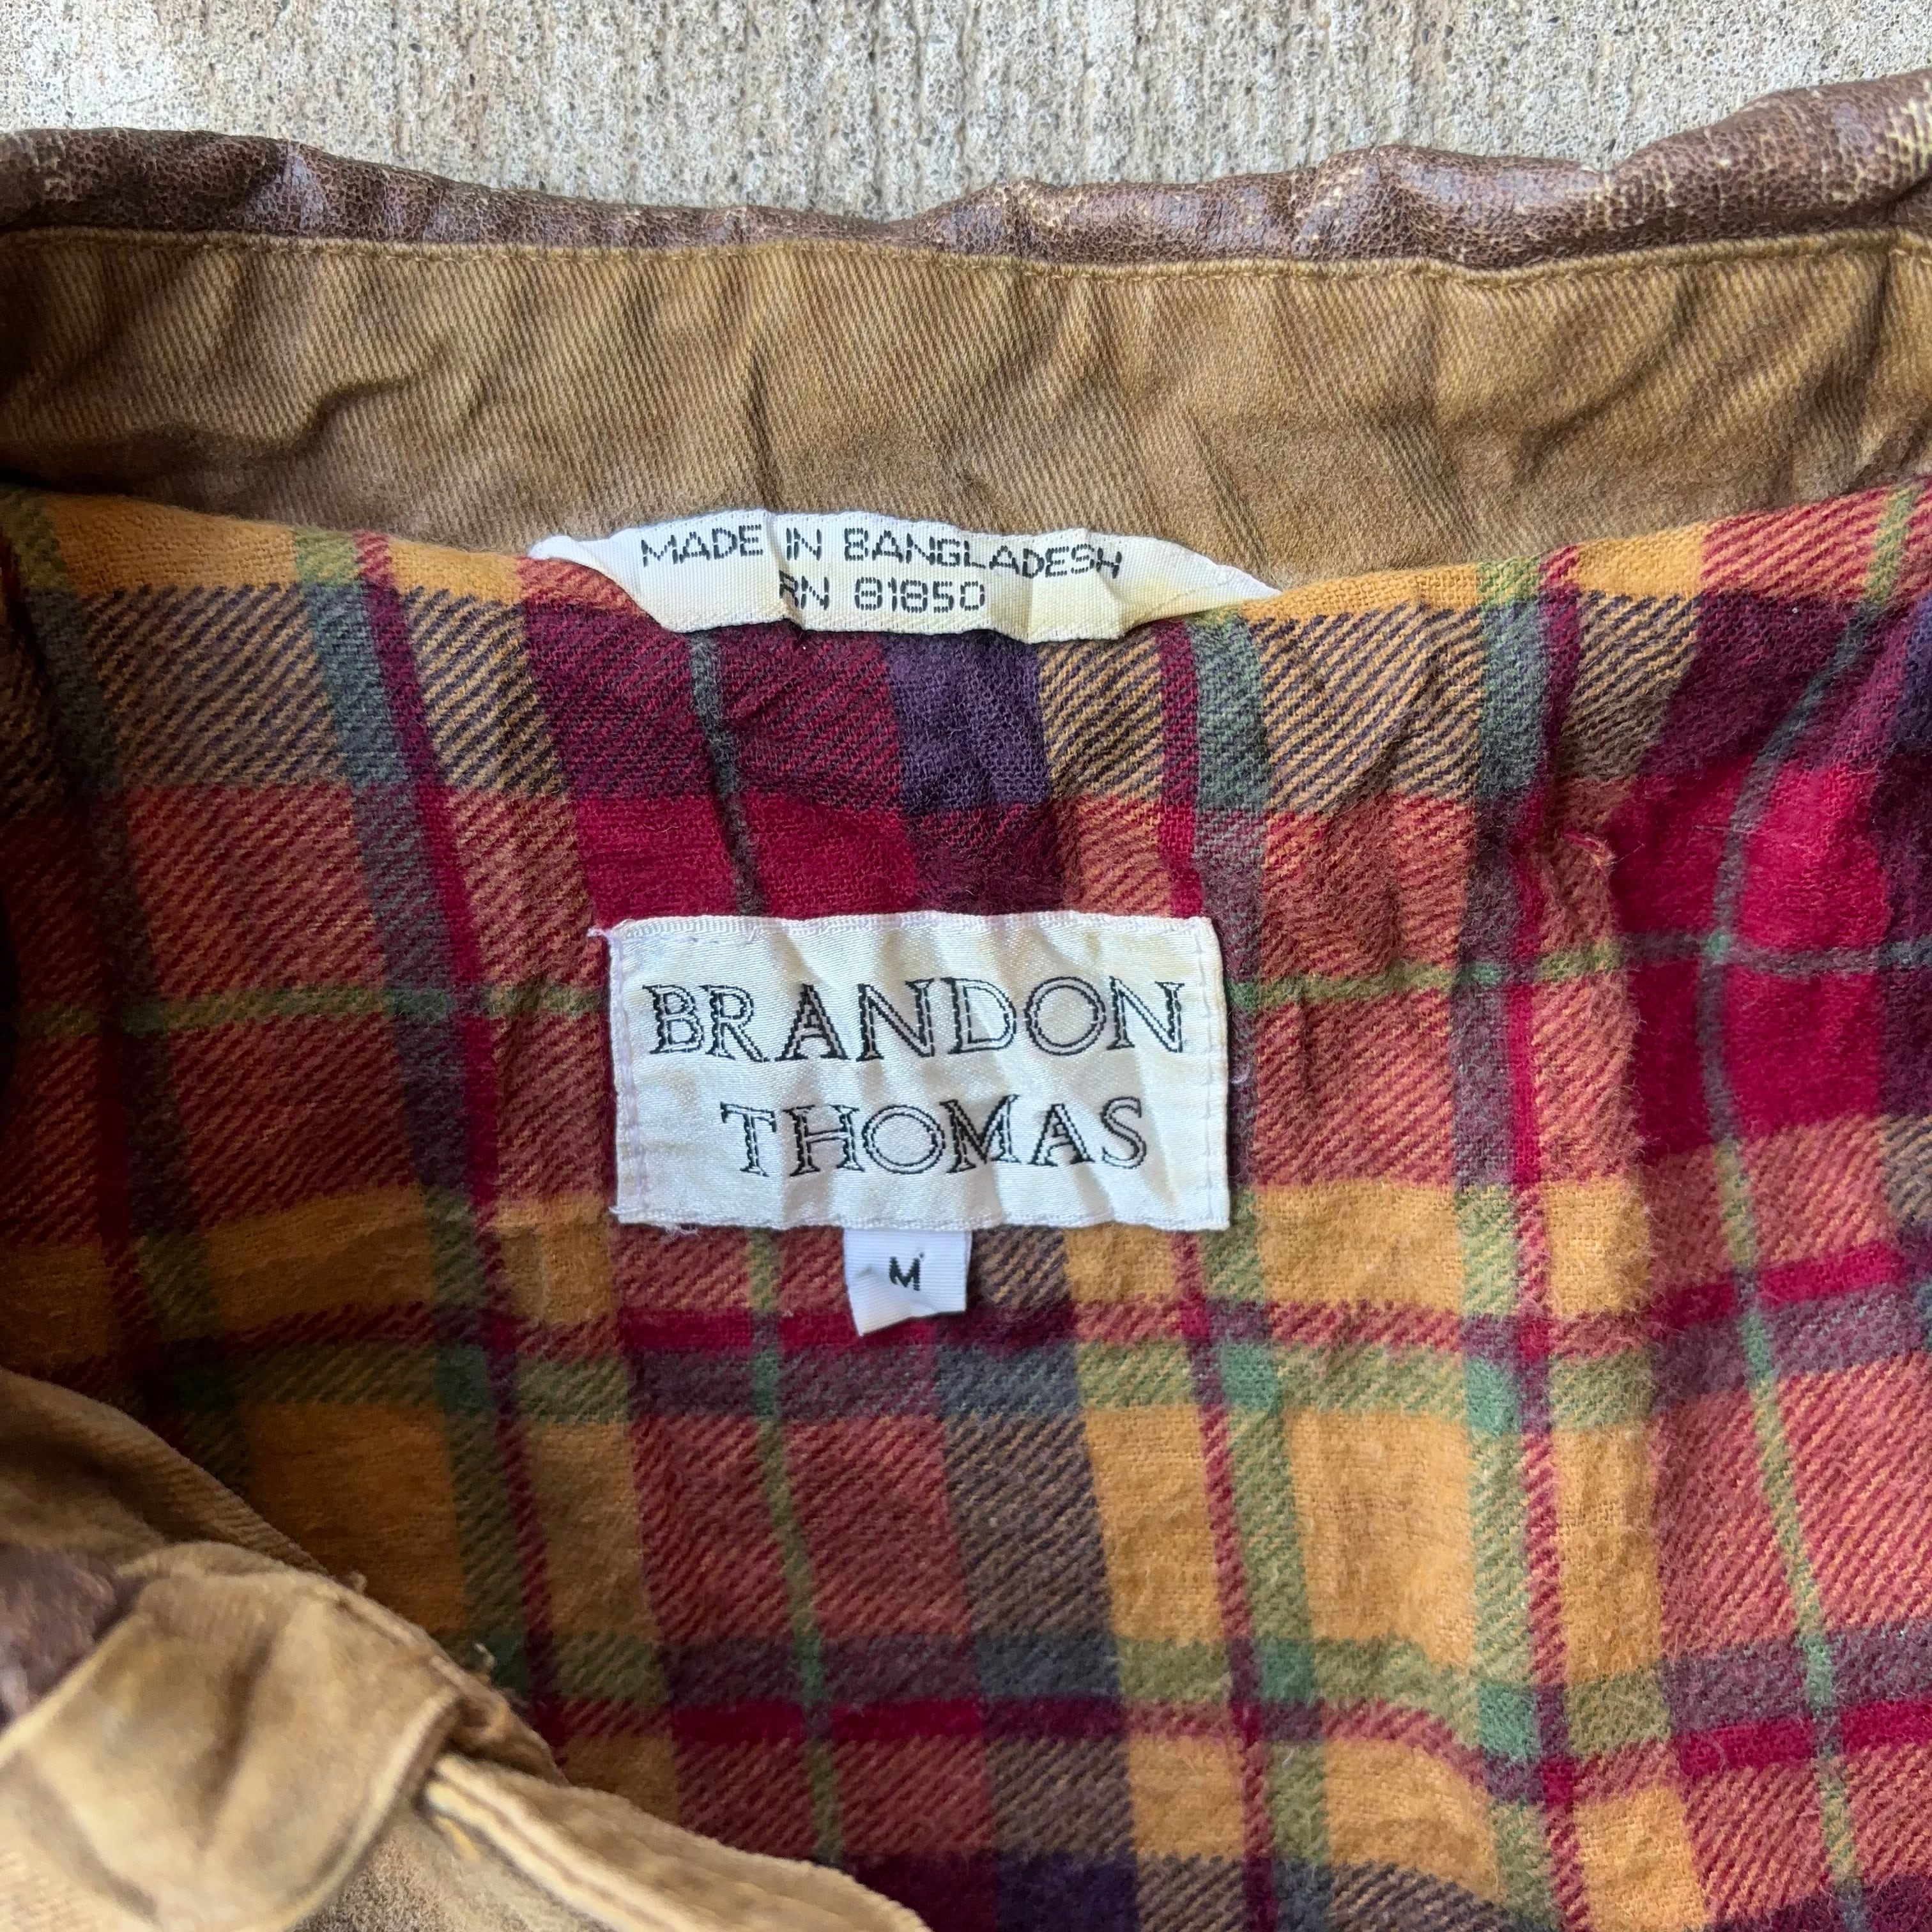 MADE IN BANGLADESH
RN 81850
BRANDON
THOMAS
M